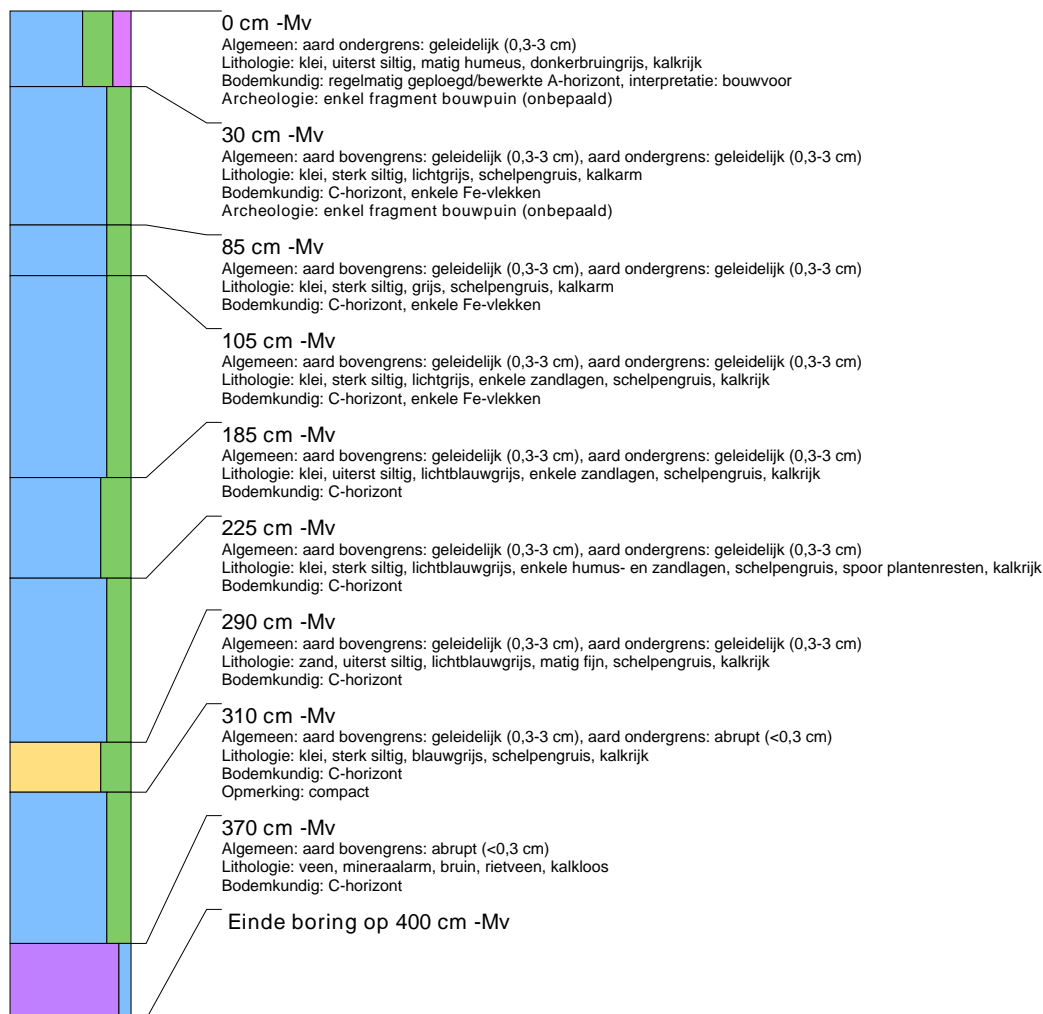 0 cm -Mv
Algemeen: aard ondergrens: geleidelijk (0,3-3 cm)
Lithologie: klei, uiterst siltig, matig humeus, donkerbruingrijs, kalkrijk
Bodemkundig: regelmatig geploegd/bewerkte A-horizont, interpretatie: bouwvoor
Archeologie: enkel fragment bouwpuin (onbepaald)
30 cm -Mv
Algemeen: aard bovengrens: geleidelijk (0,3-3 cm), aard ondergrens: geleidelijk (0,3-3 cm)
Lithologie: klei, sterk siltig, lichtgrijs, schelpengruis, kalkarm
Bodemkundig: C-horizont, enkele Fe-vlekken
Archeologie: enkel fragment bouwpuin (onbepaald)
85 cm -Mv
Algemeen: aard bovengrens: geleidelijk (0,3-3 cm), aard ondergrens: geleidelijk (0,3-3 cm)
Lithologie: klei, sterk siltig, grijs, schelpengruis, kalkarm
Bodemkundig: C-horizont, enkele Fe-vlekken
105 cm -Mv
Algemeen: aard bovengrens: geleidelijk (0,3-3 cm), aard ondergrens: geleidelijk (0,3-3 cm)
Lithologie: klei, sterk siltig, lichtgrijs, enkele zandlagen, schelpengruis, kalkrijk
Bodemkundig: C-horizont, enkele Fe-vlekken
185 cm -Mv
Algemeen: aard bovengrens: geleidelijk (0,3-3 cm), aard ondergrens: geleidelijk (0,3-3 cm)
Lithologie: klei, uiterst siltig, lichtblauwgrijs, enkele zandlagen, schelpengruis, kalkrijk
Bodemkundig: C-horizont
225 cm -Mv
Algemeen: aard bovengrens: geleidelijk (0,3-3 cm), aard ondergrens: geleidelijk (0,3-3 cm)
Lithologie: klei, sterk siltig, lichtblauwgrijs, enkele humus- en zandlagen, schelpengruis, spoor plantenresten, kalkrijk
Bodemkundig: C-horizont
290 cm -Mv
Algemeen: aard bovengrens: geleidelijk (0,3-3 cm), aard ondergrens: geleidelijk (0,3-3 cm)
Lithologie: zand, uiterst siltig, lichtblauwgrijs, matig fijn, schelpengruis, kalkrijk
Bodemkundig: C-horizont
310 cm -Mv
Algemeen: aard bovengrens: geleidelijk (0,3-3 cm), aard ondergrens: abrupt (<0,3 cm)
Lithologie: klei, sterk siltig, blauwgrijs, schelpengruis, kalkrijk
Bodemkundig: C-horizont
Opmerking: compact
370 cm -Mv
Algemeen: aard bovengrens: abrupt (<0,3 cm)
Lithologie: veen, mineraalarm, bruin, rietveen, kalkloos
Bodemkundig: C-horizont
Einde boring op 400 cm -Mv